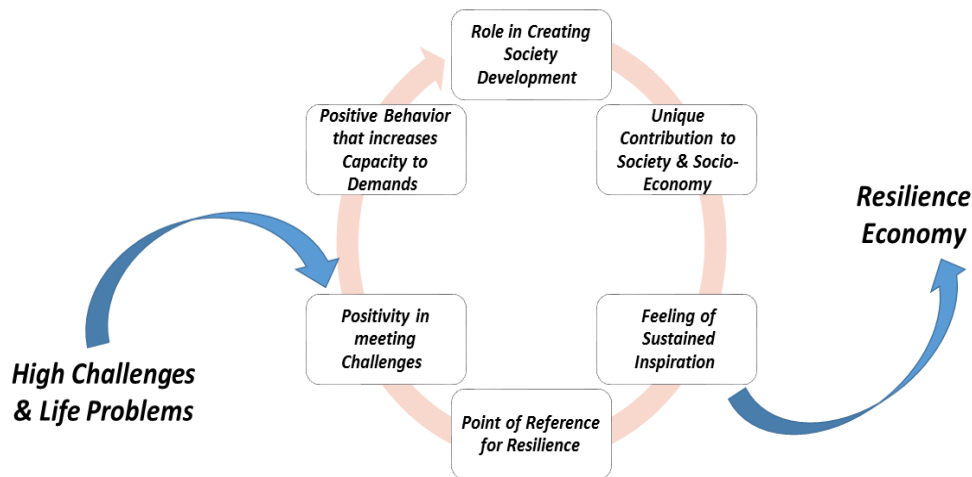 Role in Creating
Society
Development
Positive Behavior
that increases
Capacity to
Demands
Unique
Contribution to
Society & Socio-
Economy
Resilience
Economy
Positivity in
meeting
Challenges
Feeling of
Sustained
Inspiration
High Challenges
& Life Problems
Point of Reference
for Resilience